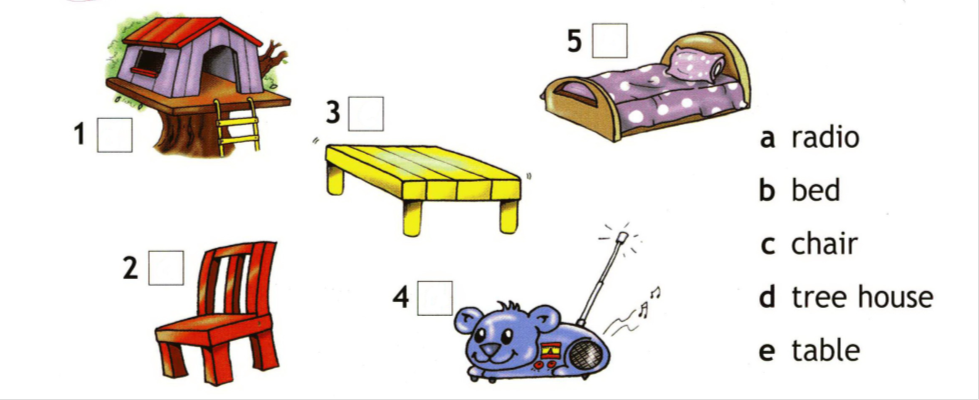 1
2
3
4
5
a radio
b bed
c chair
d tree house
e table